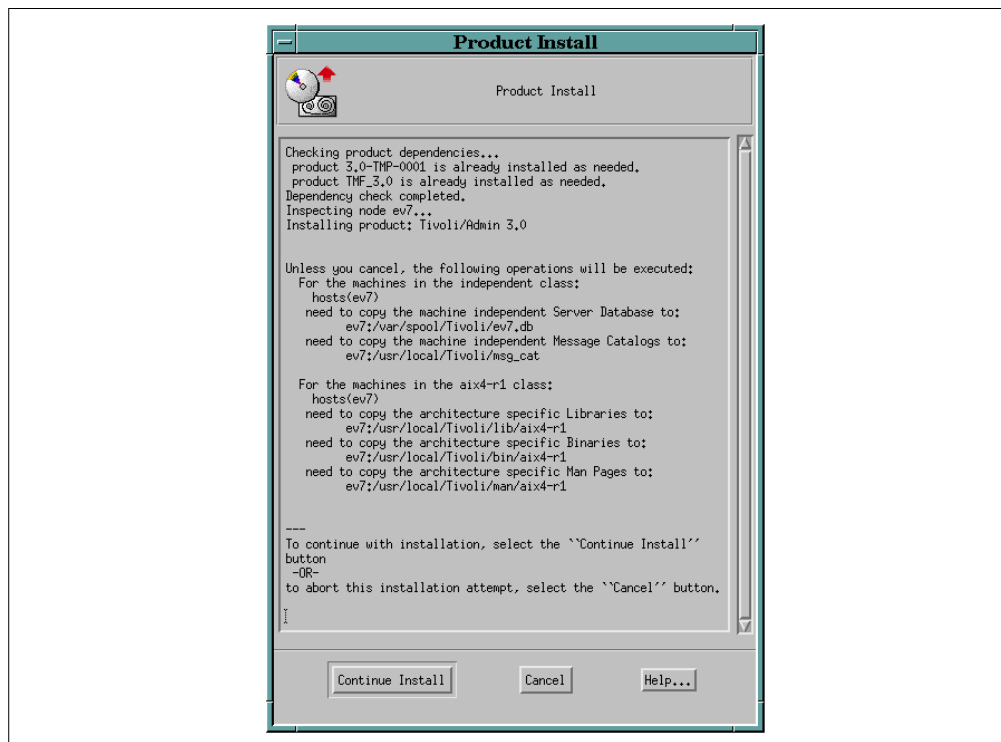 Product Install
Product Install
Checking product dependencies...
product 3.0-TMP-0001 is already installed as needed.
product TMF_3.0 is already installed as needed.
Dependency check completed.
Inspecting node ev7...
Installing product: Tivoli/Admin 3.0
Unless you cancel, the following operations will be executed:
For the machines in the independent class:
hosts(ev7)
need to copy the machine independent Server Database to:
ev7:/var/spool/Tivoli/ev7.db
need to copy the machine independent Message Catalogs to:
ev7:/usr/local/Tivoli/msg_cat
For the machines in the aix4-r1 class:
hosts(ev7)
need to copy the architecture specific Libraries to:
ev7:/usr/local/Tivoli/lib/aix4-r1
need to copy the architecture specific Binaries to:
ev7:/usr/local/Tivoli/bin/aix4-r1
need to copy the architecture specific Man Pages to:
ev7:/usr/local/Tivoli/man/aix4-r1
---
To continue with installation, select the ``Continue Install''
button
-OR-
to abort this installation attempt, select the ``Cancel'' button.
Continue Install
Cancel
Help...